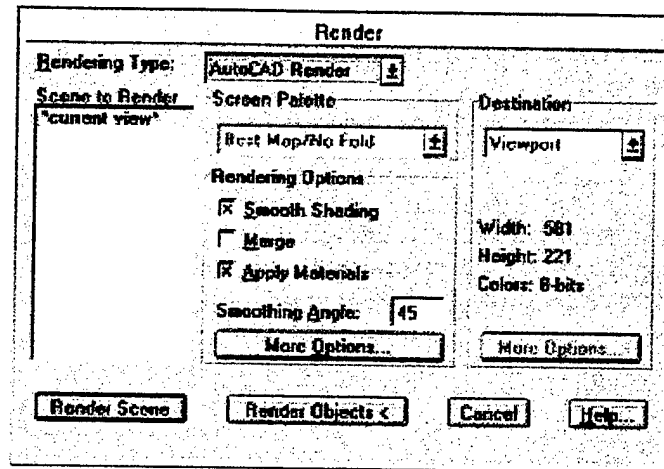 Render
Rendering Type: AutoCAD Render
Scene to Render
*current view*
Screen Palette
Best Map/No Fold
Rendering Options
Smooth Shading
Merge
Apply Materials
Smoothing Angle: 45
More Options...
Destination
Viewport
Width: 581
Height: 221
Colors: 8-bits
More Options...
Render Scene
Render Objects <
Cancel
Help...